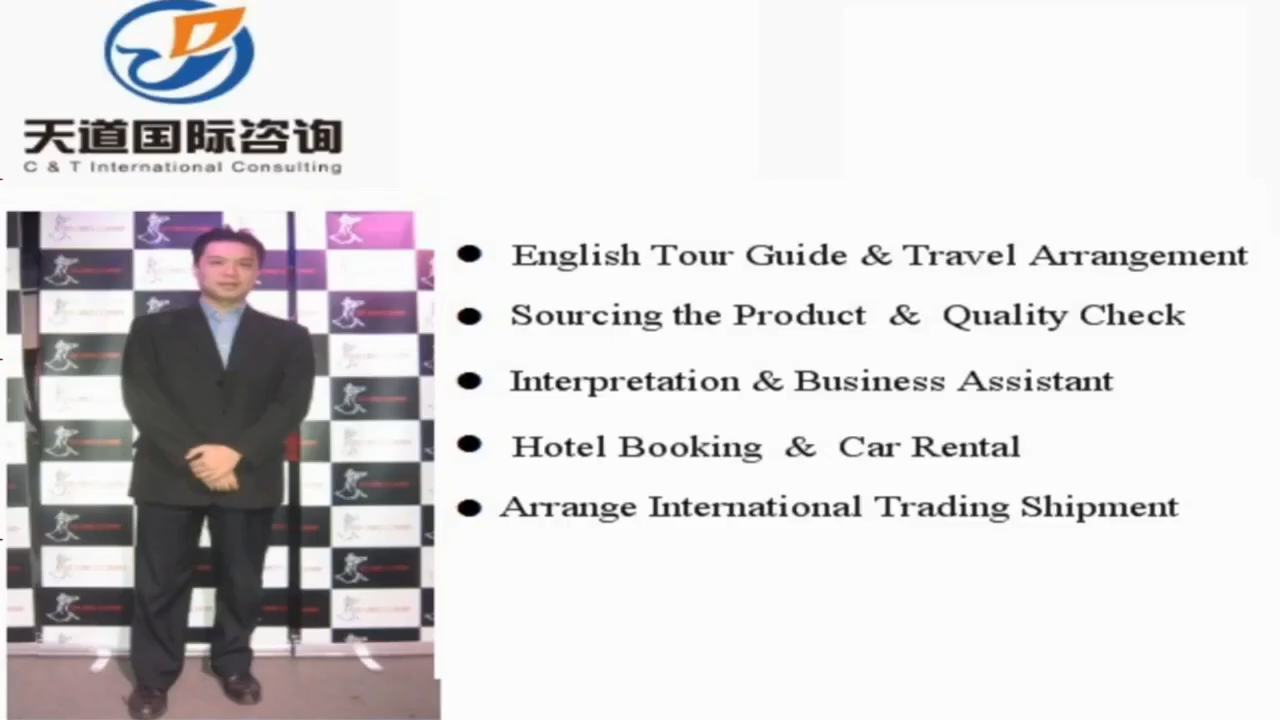 天道国际咨询
C & T International Consulting
English Tour Guide & Travel Arrangement
Sourcing the Product & Quality Check
Interpretation & Business Assistant
Hotel Booking & Car Rental
Arrange International Trading Shipment